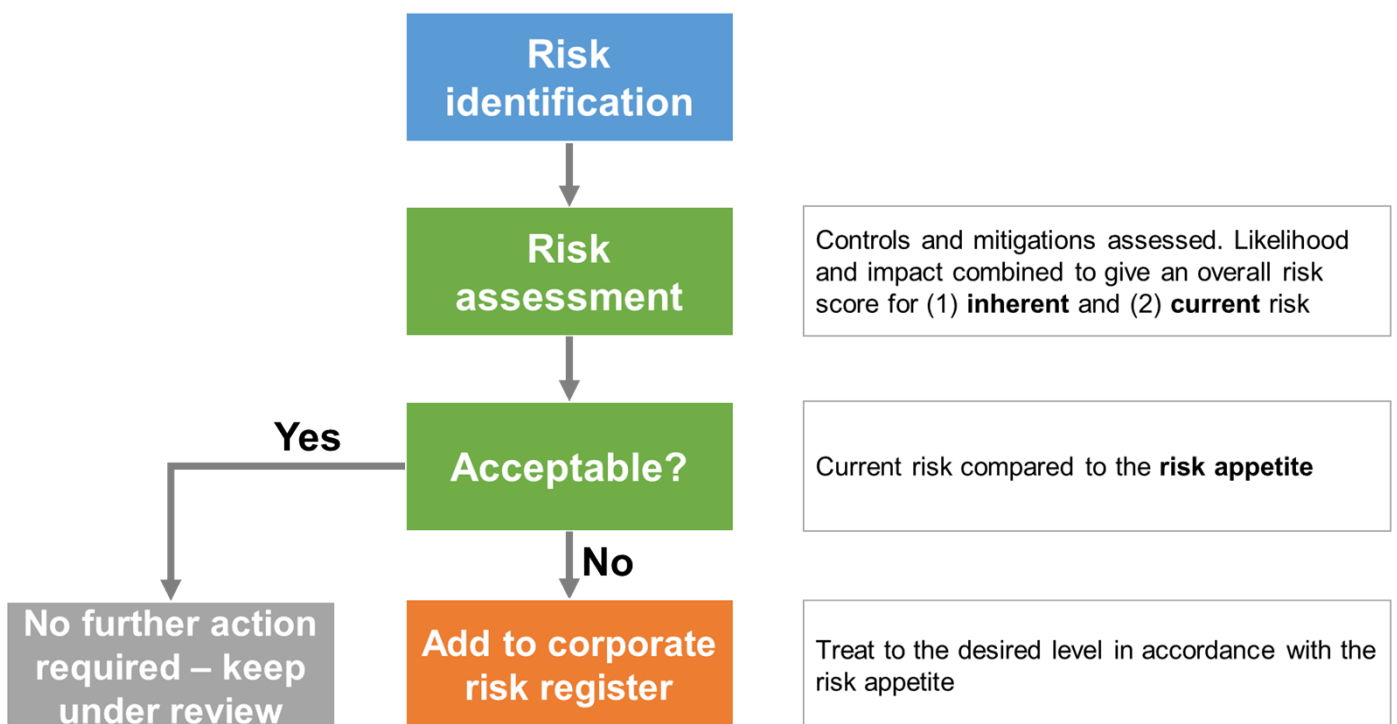 Risk
identification
Risk
assessment
Controls and mitigations assessed. Likelihood
and impact combined to give an overall risk
score for (1) inherent and (2) current risk
Yes
Acceptable?
Current risk compared to the risk appetite
No
No further action
required – keep
under review
Add to corporate
risk register
Treat to the desired level in accordance with the
risk appetite